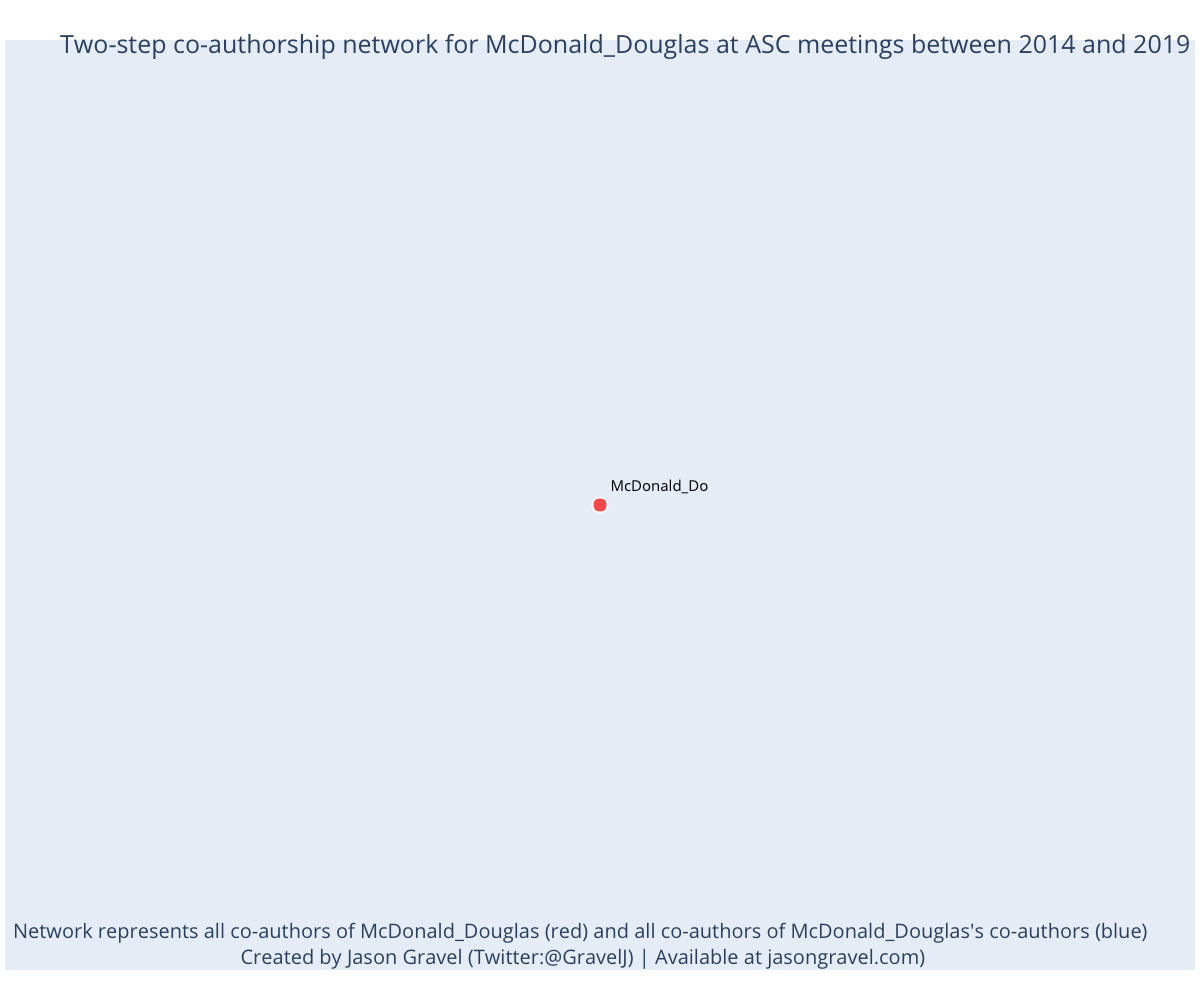 Two-step co-authorship network for McDonald_Douglas at ASC meetings between 2014 and 2019
McDonald_Do
Network represents all co-authors of McDonald_Douglas (red) and all co-authors of McDonald_Douglas's co-authors (blue)
Created by Jason Gravel (Twitter:@GravelJ) | Available at jasongravel.com)